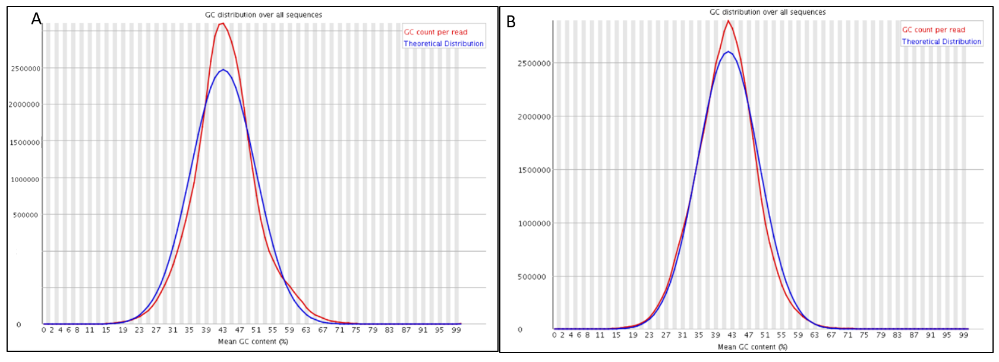 A
GC distribution over all sequences
GC count per read
Theoretical Distribution
2500000
2000000
1500000
1000000
500000
0
0 2 4 6 8 11 15 19 23 27 31 35 39 43 47 51 55 59 63 67 71 75 79 83 87 91 95 99
Mean GC content (%)
B
GC distribution over all sequences
GC count per read
Theoretical Distribution
2500000
2000000
1500000
1000000
500000
0
0 2 4 6 8 11 15 19 23 27 31 35 39 43 47 51 55 59 63 67 71 75 79 83 87 91 95 99
Mean GC content (%)